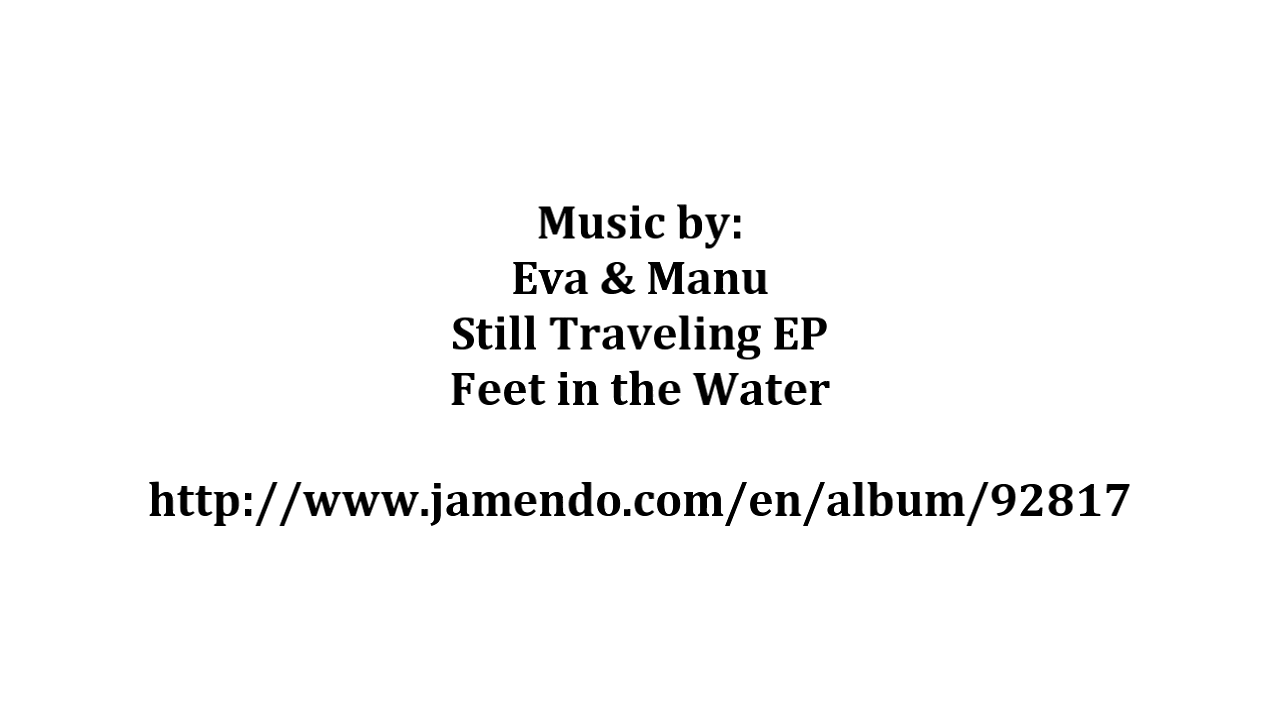 Music by:
Eva & Manu
Still Traveling EP
Feet in the Water
http://www.jamendo.com/en/album/92817